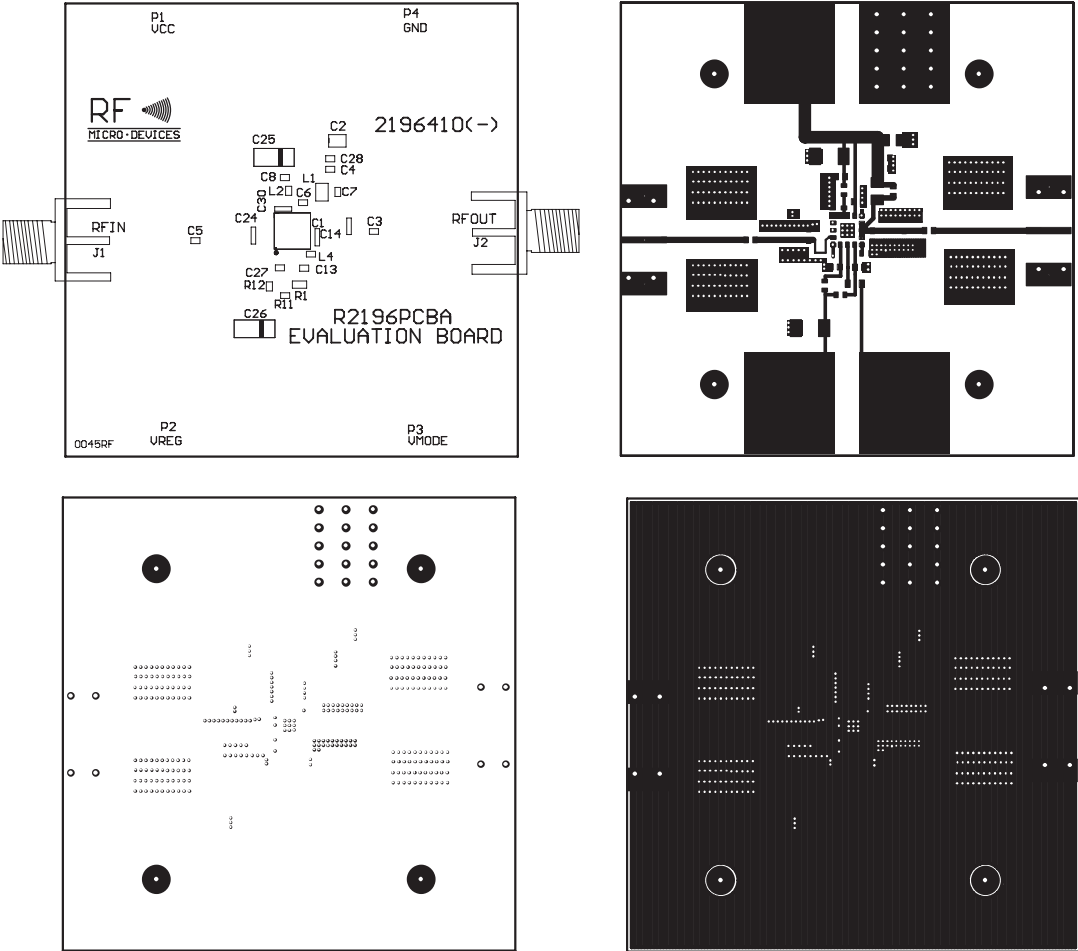 P1
VCC
P4
GND
RF
MICRO·DEVICES
2196410(-)
C2
C25
C28
C4
C8
L1
L2
C6
C7
C30
RFIN
C24
C1
C14
C3
RFOUT
C5
J1
J2
L4
C27
C13
R12
R1
R11
C26
R2196PCBA
EVALUATION BOARD
P2
VREG
P3
VMODE
0045RF